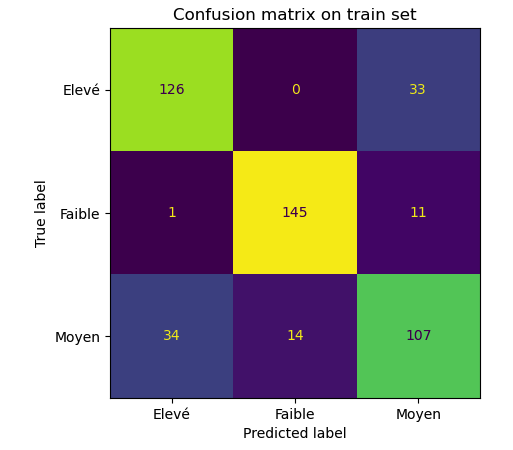 Confusion matrix on train set
True label
Elevé 126 0 33
Faible 1 145 11
Moyen 34 14 107
Elevé Faible Moyen
Predicted label